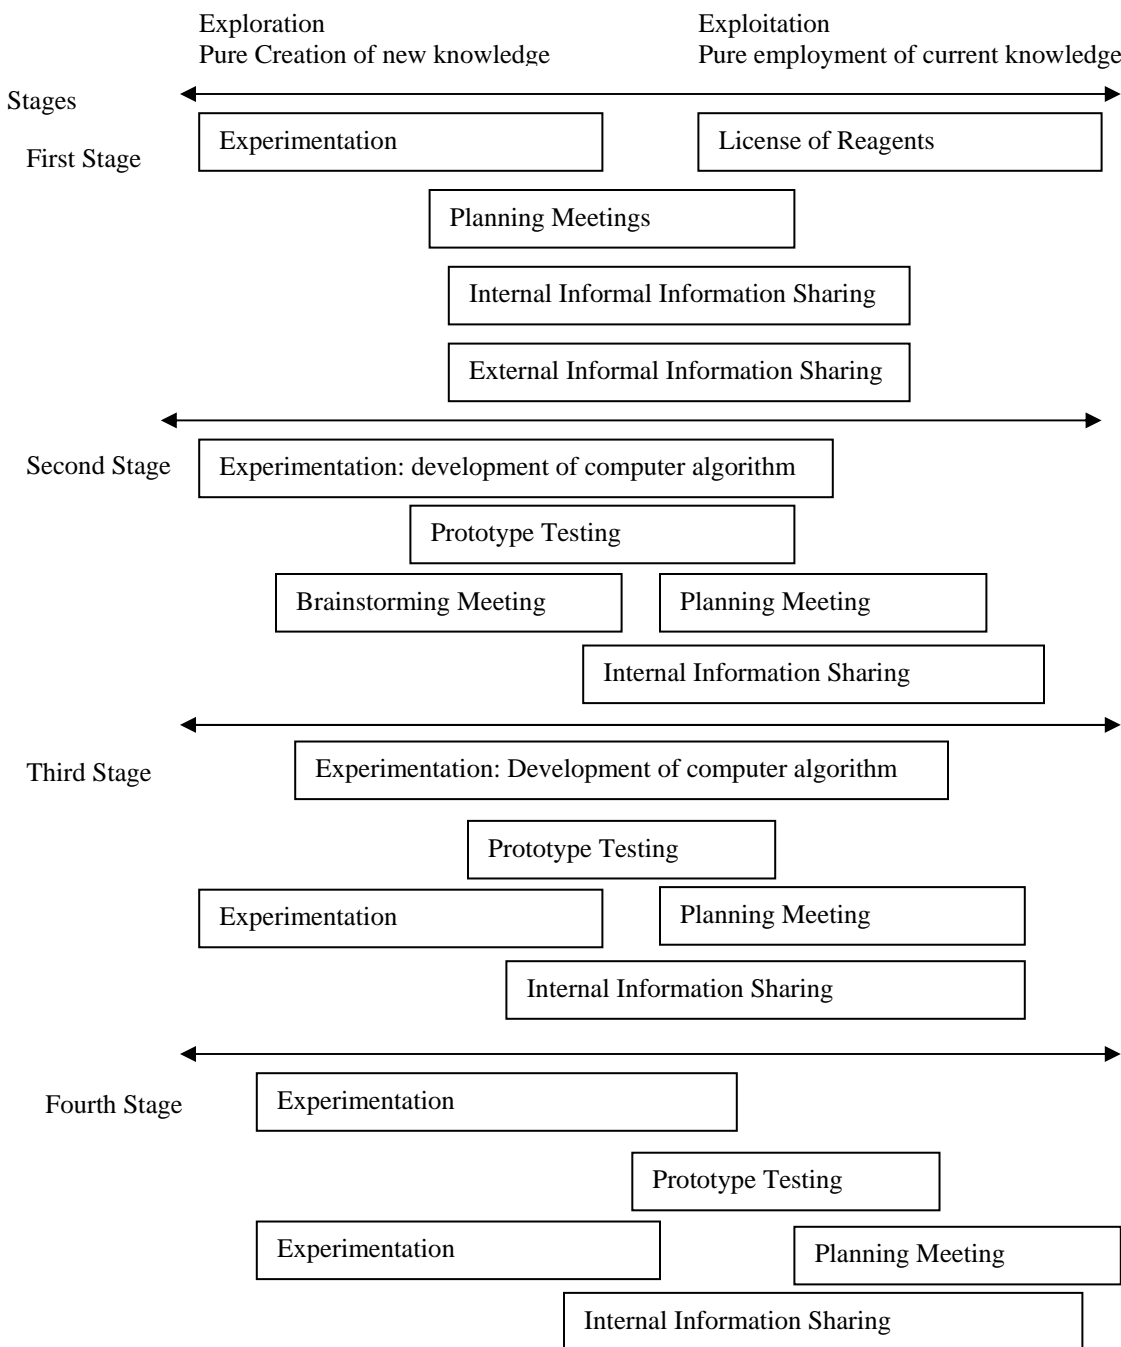 Exploration
Pure Creation of new knowledge
Exploitation
Pure employment of current knowledge
Stages
First Stage
Experimentation
License of Reagents
Planning Meetings
Internal Informal Information Sharing
External Informal Information Sharing
Second Stage
Experimentation: development of computer algorithm
Prototype Testing
Brainstorming Meeting
Planning Meeting
Internal Information Sharing
Third Stage
Experimentation: Development of computer algorithm
Prototype Testing
Experimentation
Planning Meeting
Internal Information Sharing
Fourth Stage
Experimentation
Prototype Testing
Experimentation
Planning Meeting
Internal Information Sharing